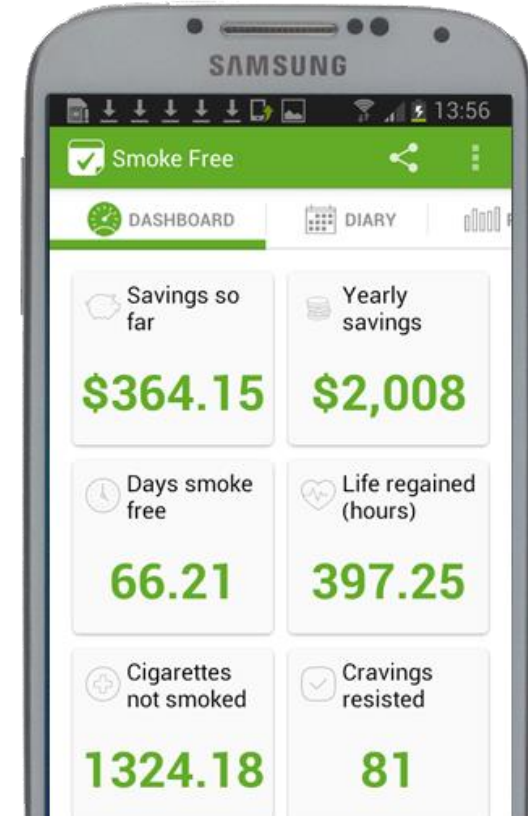 SAMSUNG
13:56
Smoke Free
DASHBOARD
DIARY
Savings so
far
$364.15
Yearly
savings
$2,008
Days smoke
free
66.21
Life regained
(hours)
397.25
Cigarettes
not smoked
1324.18
Cravings
resisted
81